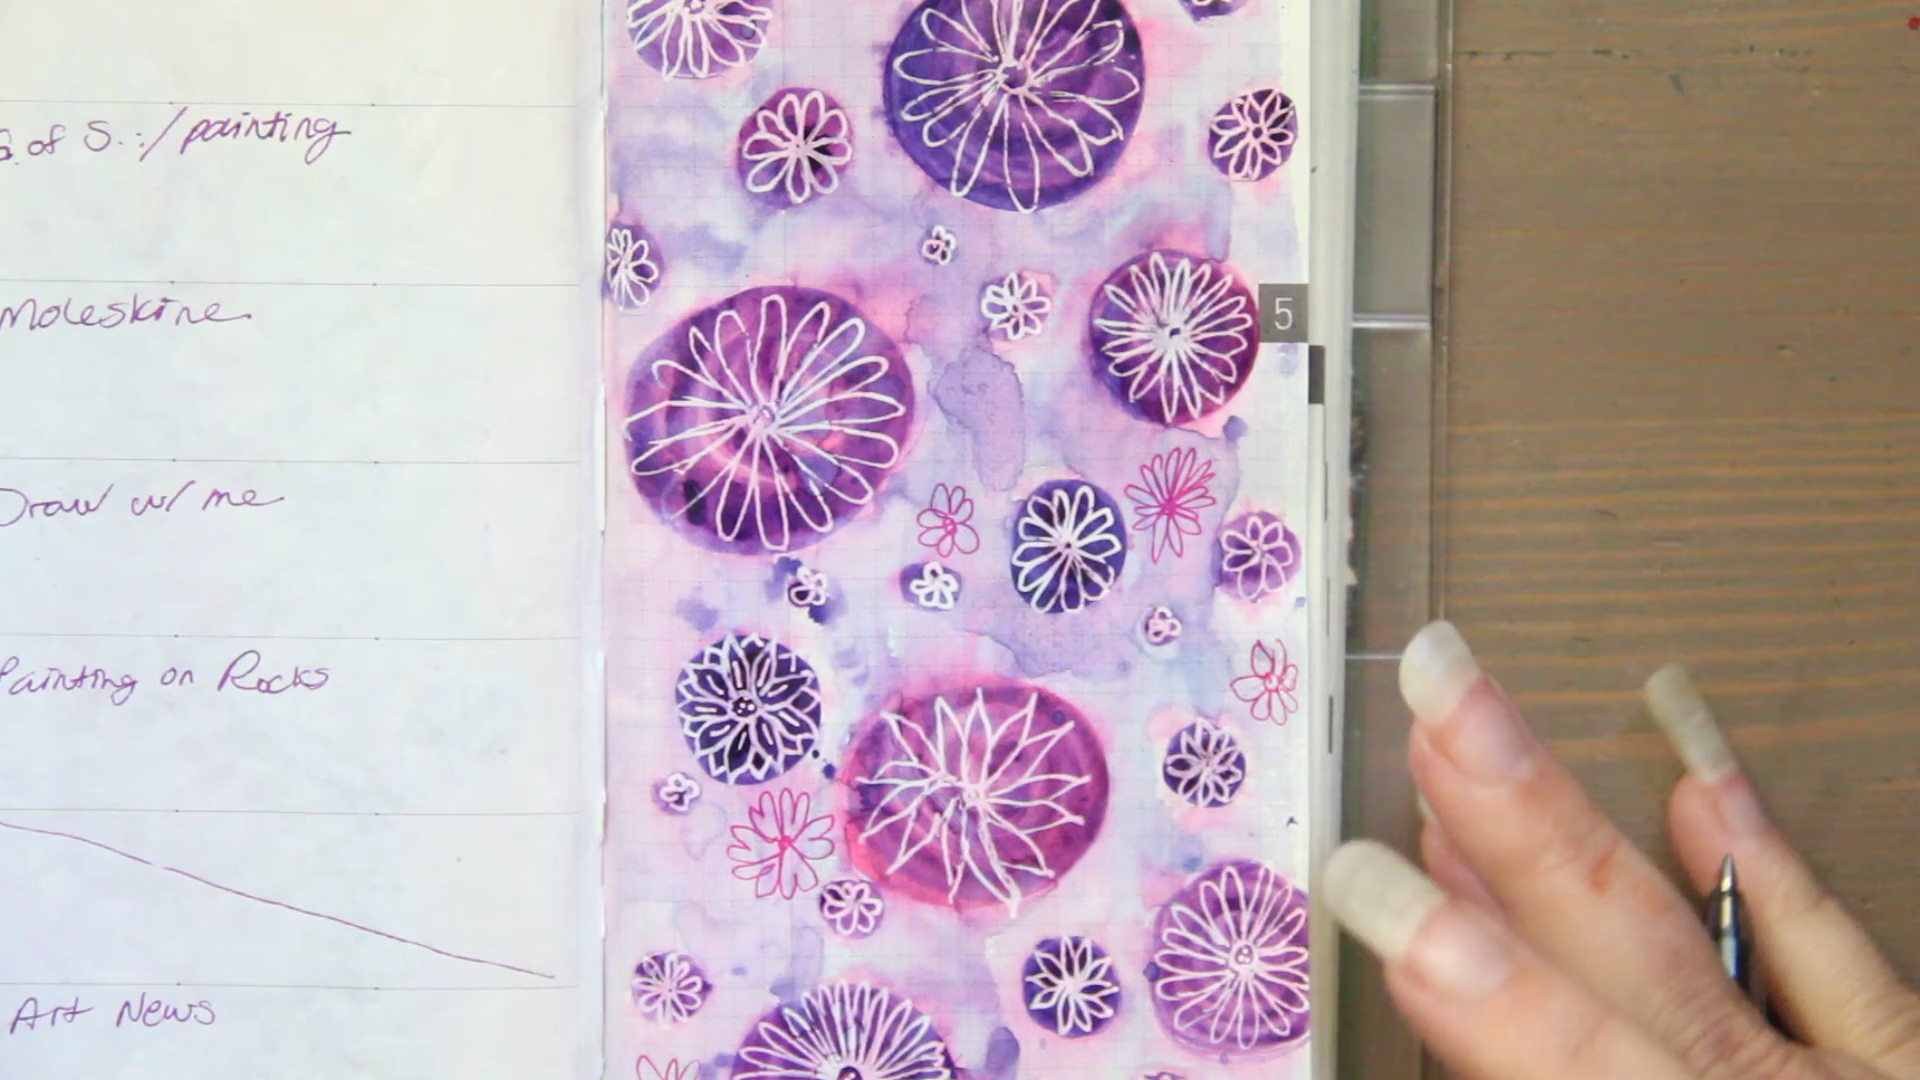 of S.:/painting
Moleskine
Draw w/ me
Painting on Rocks
Art News
5